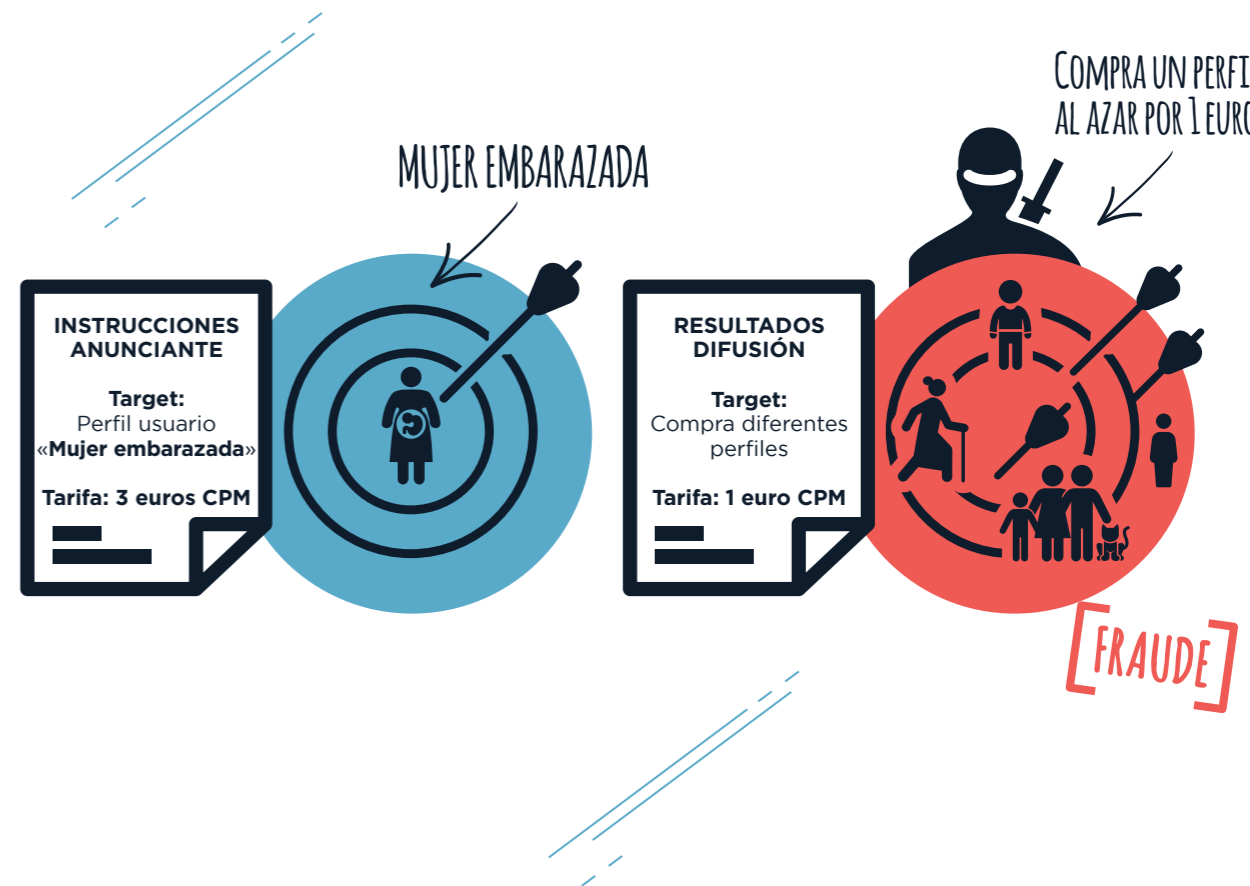 COMPRA UN PERFI
AL AZAR POR 1 EURO
MUJER EMBARAZADA
INSTRUCCIONES
ANUNCIANTE
Target:
Perfil usuario
«Mujer embarazada»
Tarifa: 3 euros CPM
RESULTADOS
DIFUSIÓN
Target:
Compra diferentes
perfiles
Tarifa: 1 euro CPM
[FRAUDE]